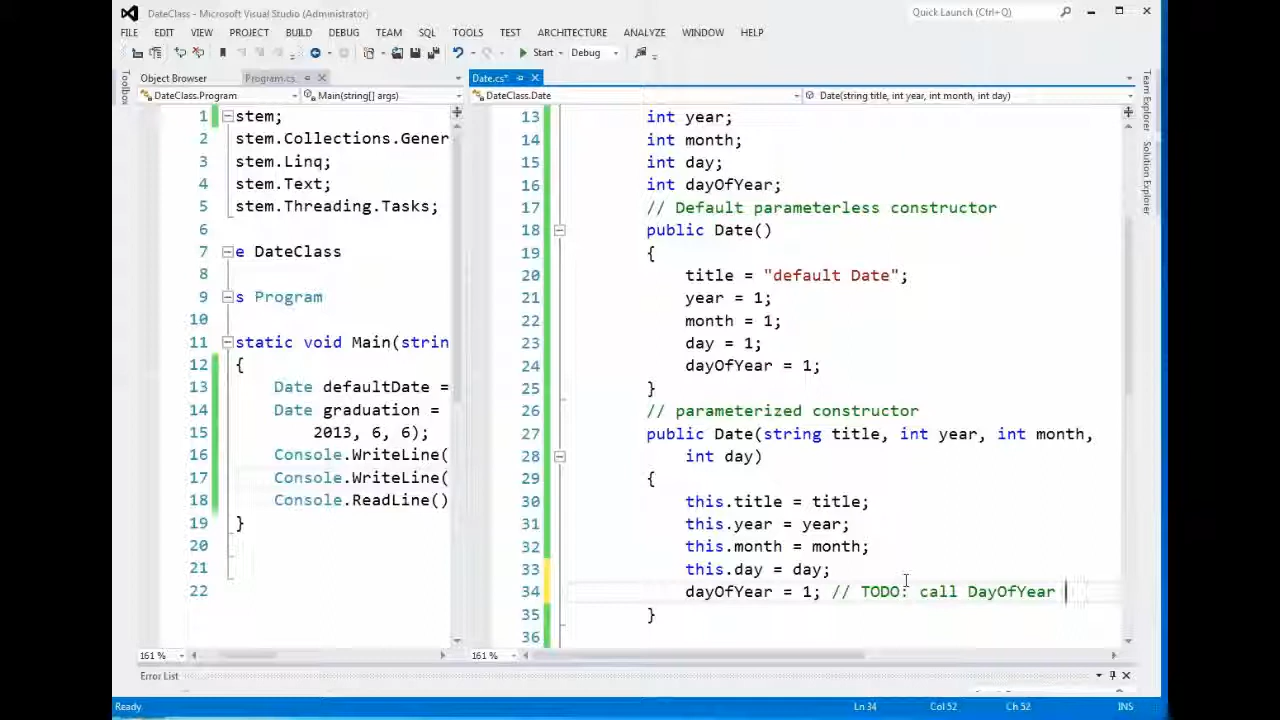 DateClass - Microsoft Visual Studio (Administrator)
Quick Launch (Ctrl+Q)
FILE EDIT VIEW PROJECT BUILD DEBUG TEAM SQL TOOLS TEST ARCHITECTURE ANALYZE WINDOW HELP
Start Debug
Object Browser Program.cs Date.cs*
DateClass.Program Main(string[] args) DateClass.Date Date(string title, int year, int month, int day)
Toolbox
1 stem;
2 stem.Collections.Gener
3 stem.Linq;
4 stem.Text;
5 stem.Threading.Tasks;
6
7 e DateClass
8
9 s Program
10
11 static void Main(strin
12 {
13 Date defaultDate =
14 Date graduation =
15 2013, 6, 6);
16 Console.WriteLine(
17 Console.WriteLine(
18 Console.ReadLine()
19 }
20
21
22
161 %
13 int year;
14 int month;
15 int day;
16 int dayOfYear;
17 // Default parameterless constructor
18 public Date()
19 {
20 title = "default Date";
21 year = 1;
22 month = 1;
23 day = 1;
24 dayOfYear = 1;
25 }
26 // parameterized constructor
27 public Date(string title, int year, int month,
28 int day)
29 {
30 this.title = title;
31 this.year = year;
32 this.month = month;
33 this.day = day;
34 dayOfYear = 1; // TODO: call DayOfYear
35 }
36
161 %
Team Explorer
Solution Explorer
Error List
Ready Ln 34 Col 52 Ch 52 INS